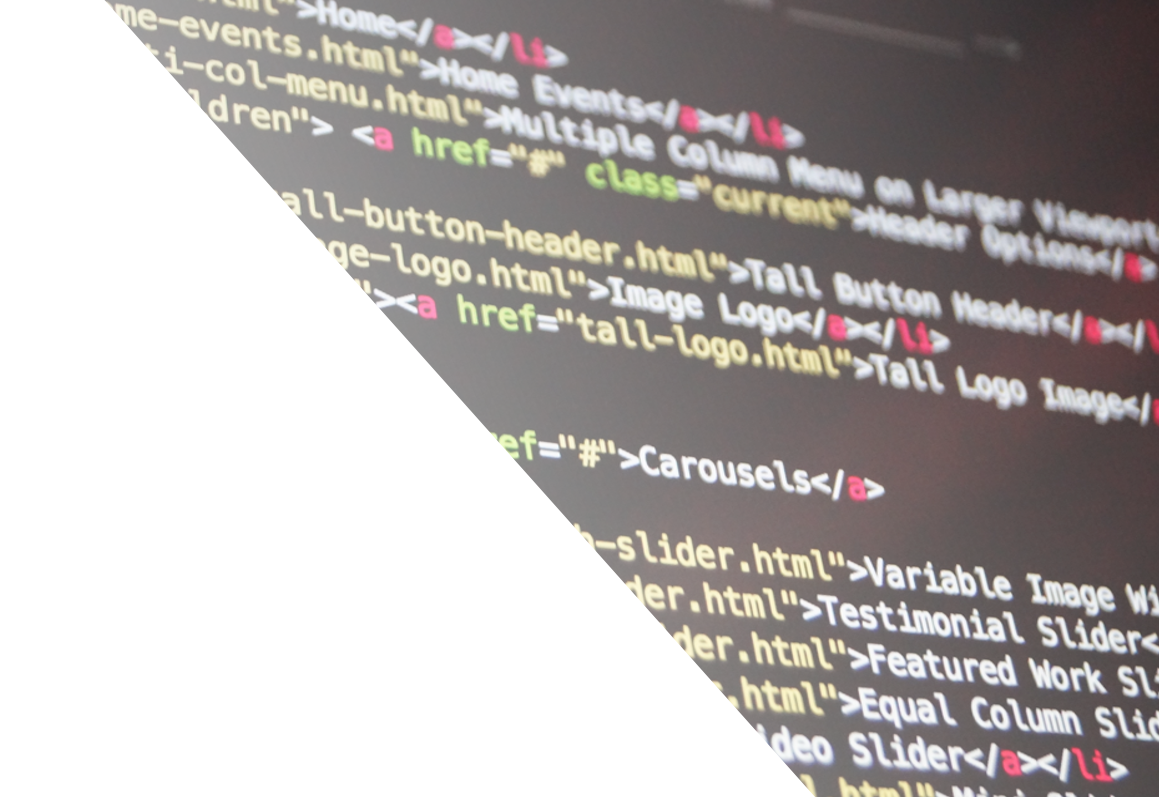 html">Home</a></li>
me-events.html">Home Events</a></li>
ti-col-menu.html">Multiple Column Menu on Larger Viewport
ldren"> <a href="#" class="current">Header Options</a>
all-button-header.html">Tall Button Header</a></l
ge-logo.html">Image Logo</a></li>
"><a href="tall-logo.html">Tall Logo Image</a
ef="#">Carousels</a>
h-slider.html">Variable Image Wi
der.html">Testimonial Slider<
der.html">Featured Work Sli
s.html">Equal Column Slid
ideo Slider</a></li>